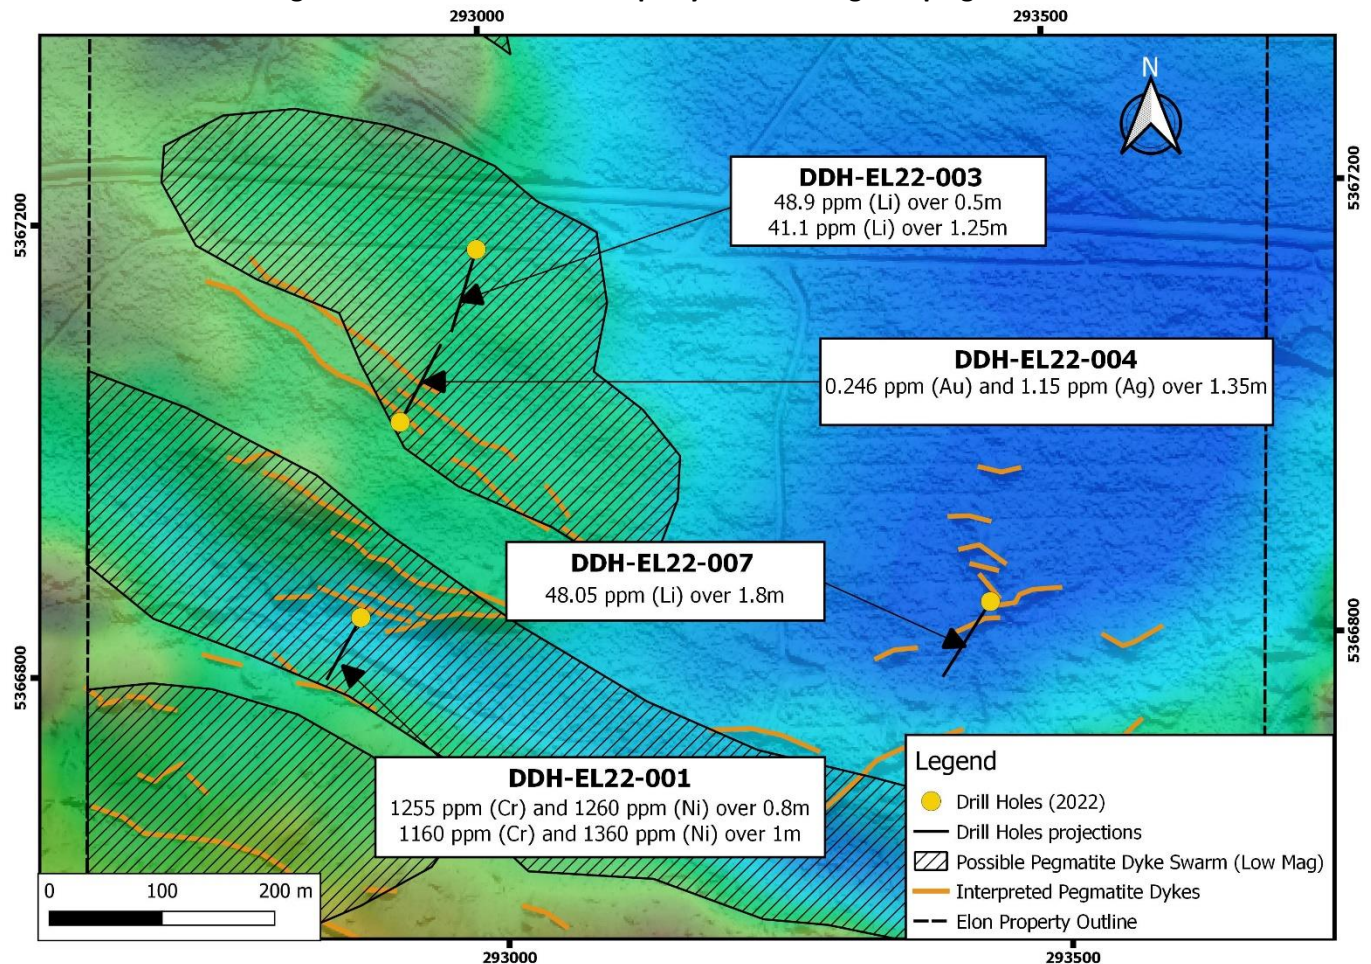 293000
293500
N
5367200
5367200
DDH-EL22-003
48.9 ppm (Li) over 0.5m
41.1 ppm (Li) over 1.25m
DDH-EL22-004
0.246 ppm (Au) and 1.15 ppm (Ag) over 1.35m
DDH-EL22-007
48.05 ppm (Li) over 1.8m
5366800
5366800
DDH-EL22-001
1255 ppm (Cr) and 1260 ppm (Ni) over 0.8m
1160 ppm (Cr) and 1360 ppm (Ni) over 1m
Legend
Drill Holes (2022)
Drill Holes projections
Possible Pegmatite Dyke Swarm (Low Mag)
Interpreted Pegmatite Dykes
Elon Property Outline
0 100 200 m
293000
293500